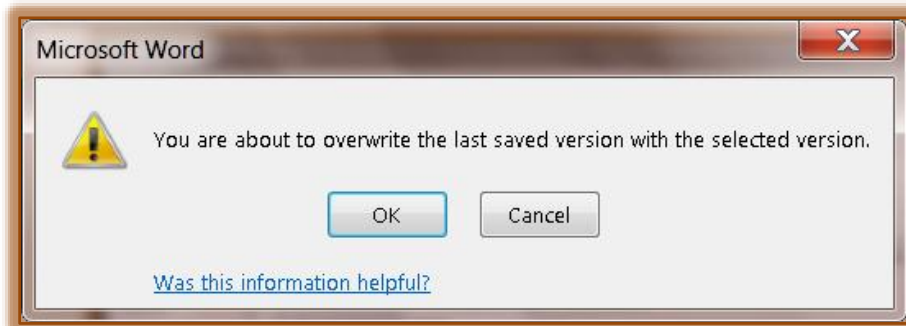 Microsoft Word
You are about to overwrite the last saved version with the selected version.
OK
Cancel
Was this information helpful?